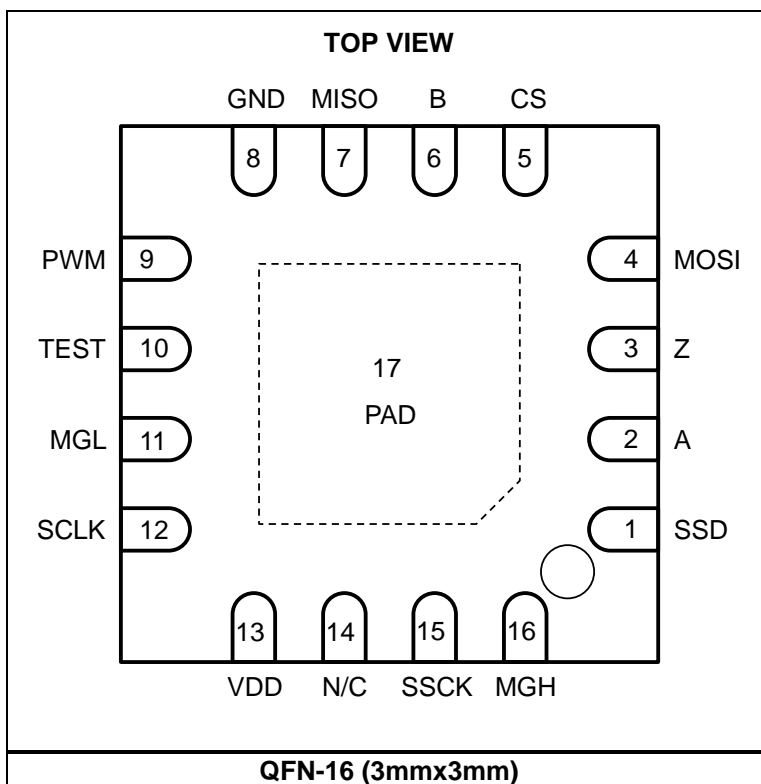 TOP VIEW
GND MISO B CS
8 7 6 5
PWM 9 4 MOSI
TEST 10 3 Z
17
PAD
MGL 11 2 A
SCLK 12 1 SSD
13 14 15 16
VDD N/C SSCK MGH
QFN-16 (3mmx3mm)